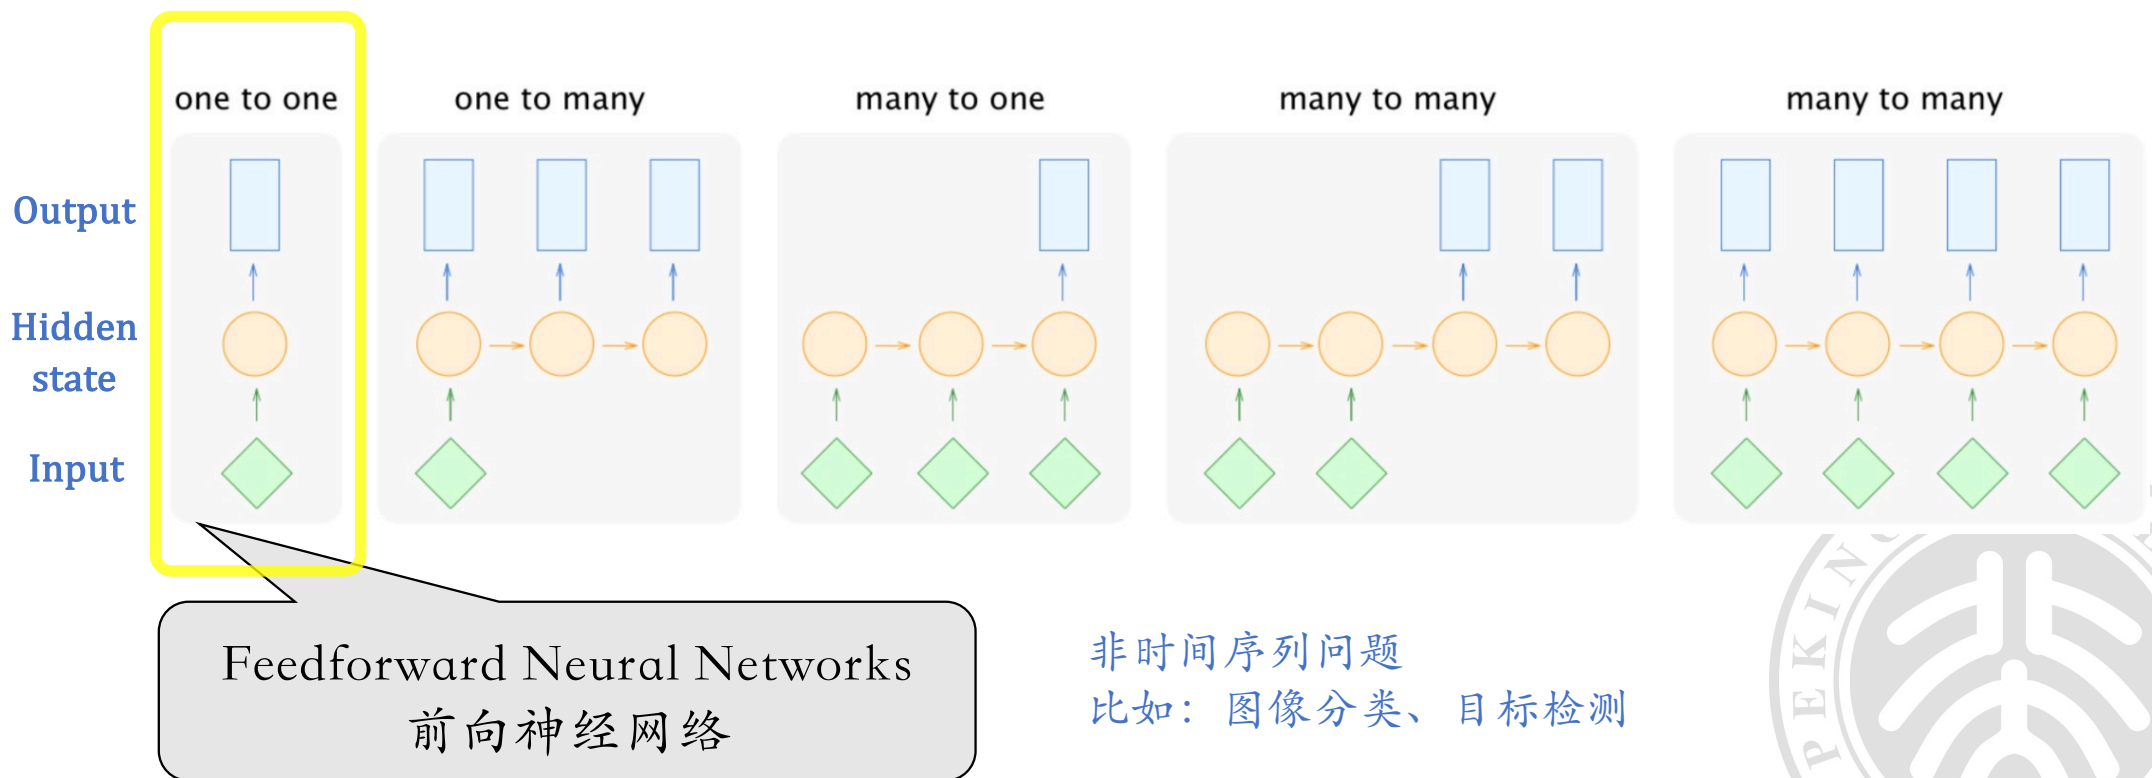 one to one
one to many
many to one
many to many
many to many
Output
Hidden
state
Input
Feedforward Neural Networks
前向神经网络
非时间序列问题
比如：图像分类、目标检测
PEKIN